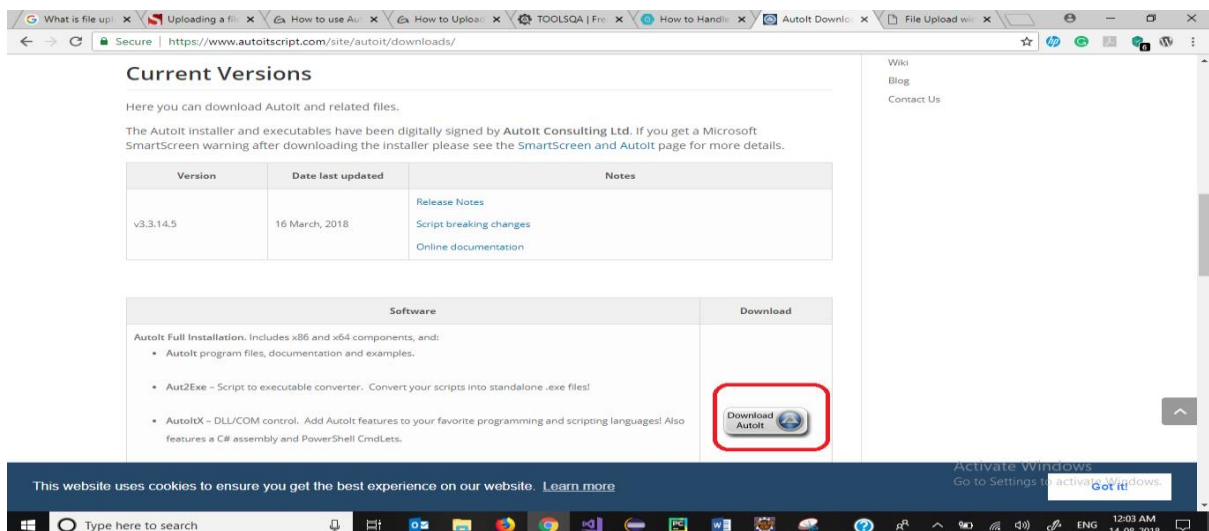 What is file upl
Uploading a fil
How to use Au
How to Upload
TOOLSQA | Fre
How to Handle
AutoIt Downlo
File Upload wit
Secure | https://www.autoitscript.com/site/autoit/downloads/
6
Current Versions
Here you can download AutoIt and related files.
The AutoIt installer and executables have been digitally signed by AutoIt Consulting Ltd. If you get a Microsoft
SmartScreen warning after downloading the installer please see the SmartScreen and AutoIt page for more details.
Wiki
Blog
Contact Us
Version Date last updated Notes
v3.3.14.5 16 March, 2018
Release Notes
Script breaking changes
Online documentation
Software Download
AutoIt Full Installation. Includes x86 and x64 components, and:
• AutoIt program files, documentation and examples.
• Aut2Exe – Script to executable converter. Convert your scripts into standalone .exe files!
• AutoItX – DLL/COM control. Add AutoIt features to your favorite programming and scripting languages! Also
features a C# assembly and PowerShell CmdLets.
Download
AutoIt
Activate Windows
Go to Settings to activate Windows.
This website uses cookies to ensure you get the best experience on our website. Learn more
Got it!
Type here to search
ENG
12:03 AM
14-08-2018